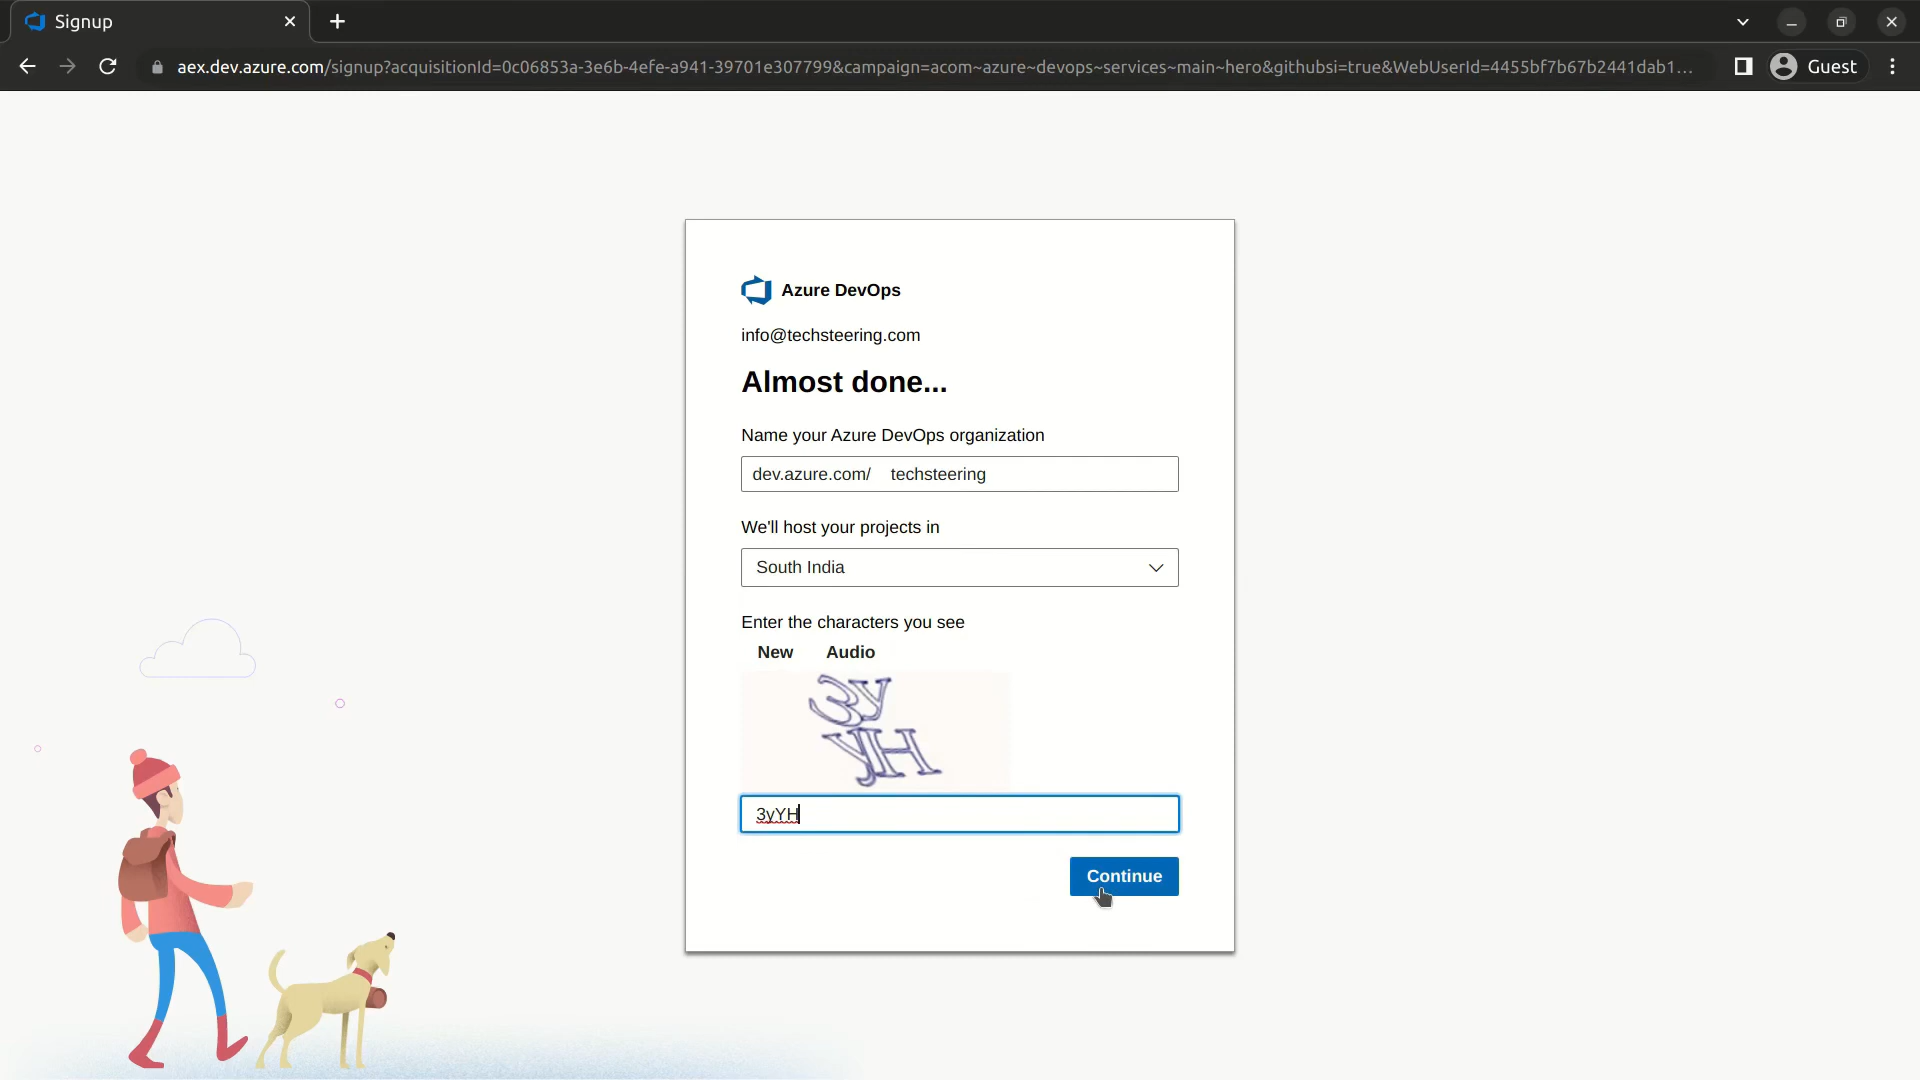 Signup
aex.dev.azure.com/signup?acquisitionId=0c06853a-3e6b-4efe-a941-39701e307799&campaign=acom~azure~devops~services~main~hero&githubsi=true&WebUserId=4455bf7b67b2441dab1...
Guest
Azure DevOps
info@techsteering.com
Almost done...
Name your Azure DevOps organization
dev.azure.com/ techsteering
We'll host your projects in
South India
Enter the characters you see
New Audio
3yYH
Continue